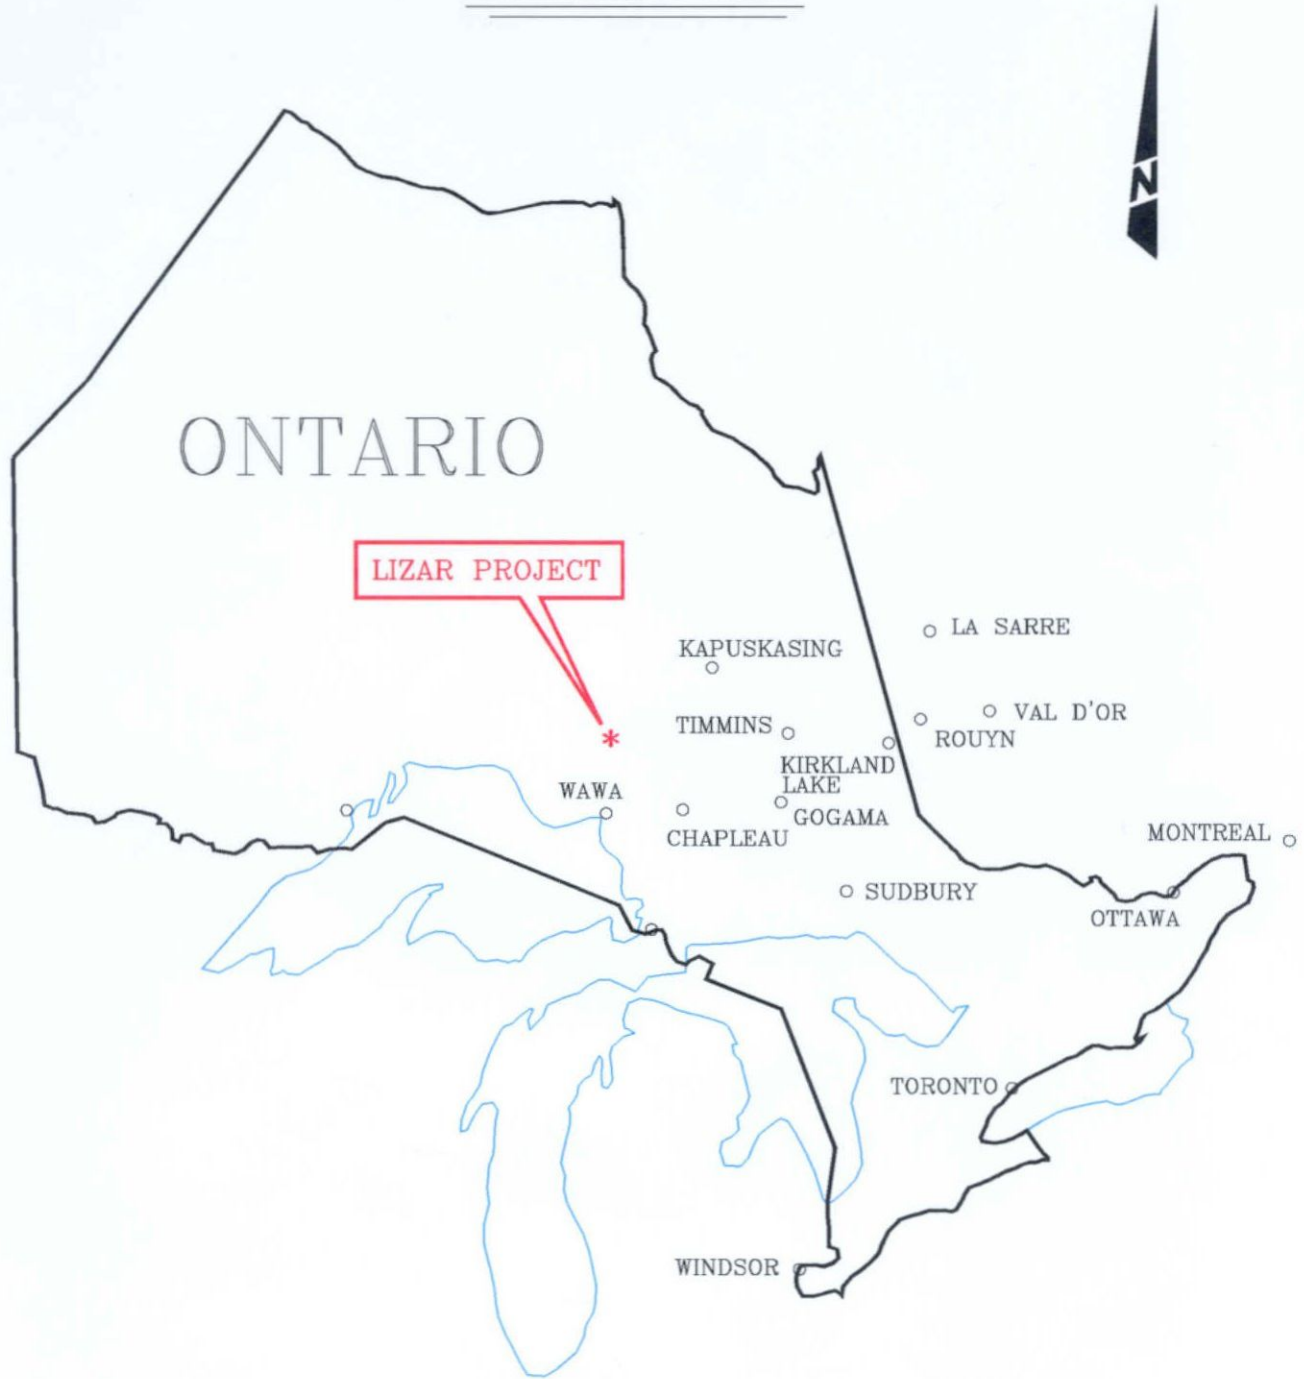 N
ONTARIO
LIZAR PROJECT
LA SARRE
KAPUSKASING
VAL D'OR
TIMMINS
ROUYN
KIRKLAND
LAKE
WAWA
GOGAMA
CHAPLEAU
MONTREAL
SUDBURY
OTTAWA
TORONTO
WINDSOR